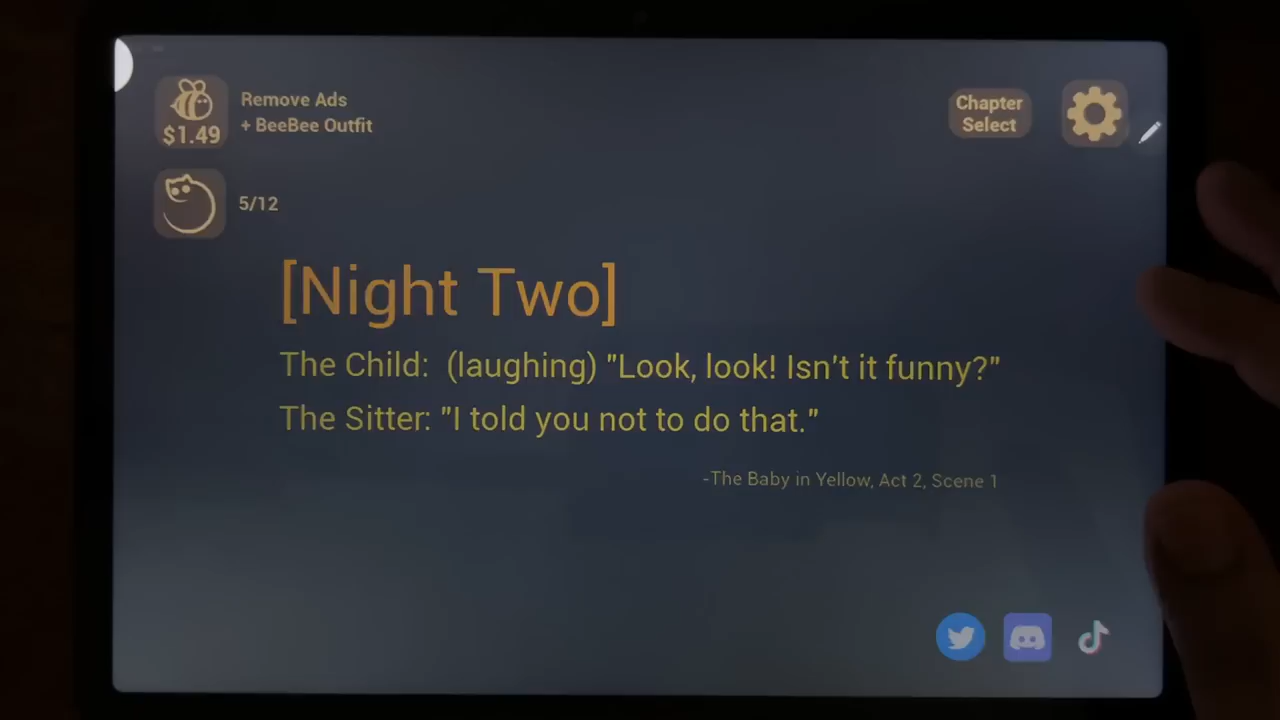 Remove Ads
+ BeeBee Outfit
$1.49
Chapter
Select
5/12
[Night Two]
The Child: (laughing) "Look, look! Isn't it funny?"
The Sitter: "I told you not to do that."
-The Baby in Yellow, Act 2, Scene 1